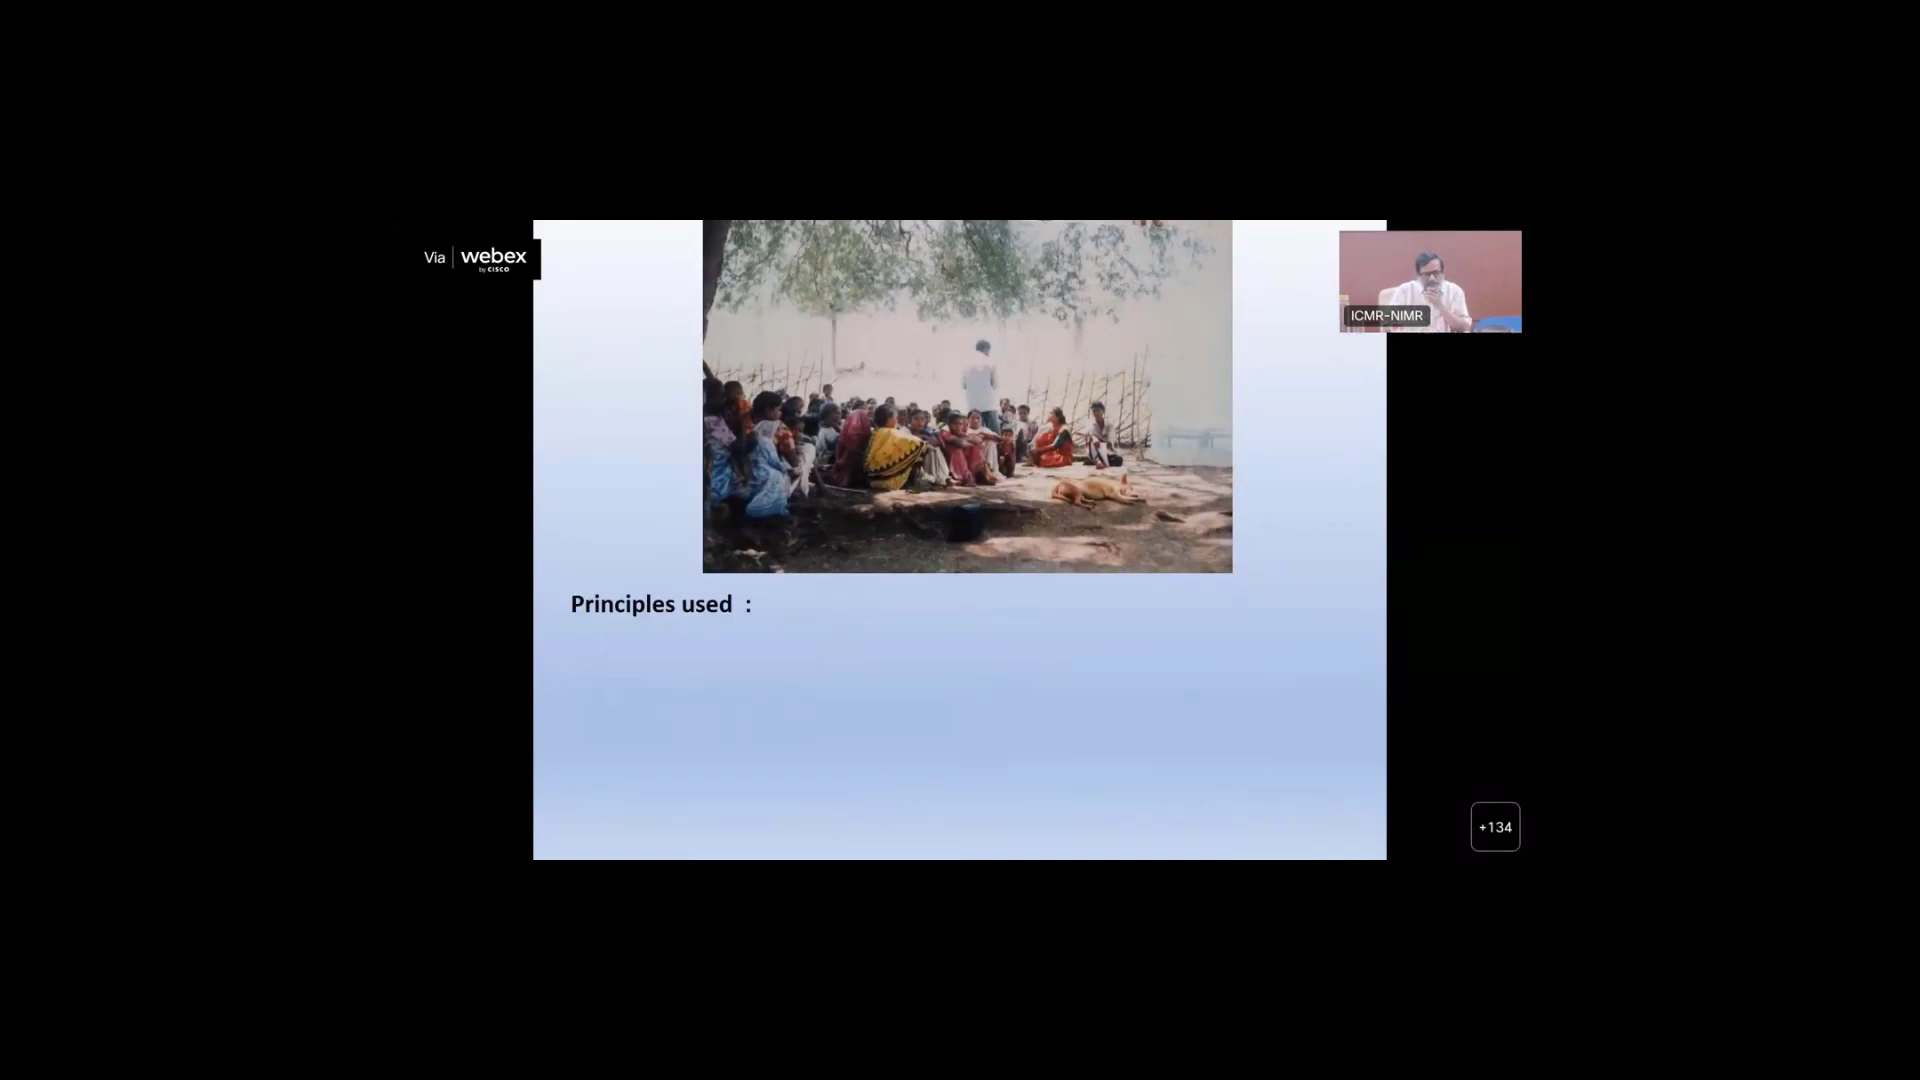 Via webex
by CISCO
ICMR-NIMR
Principles used :
+134